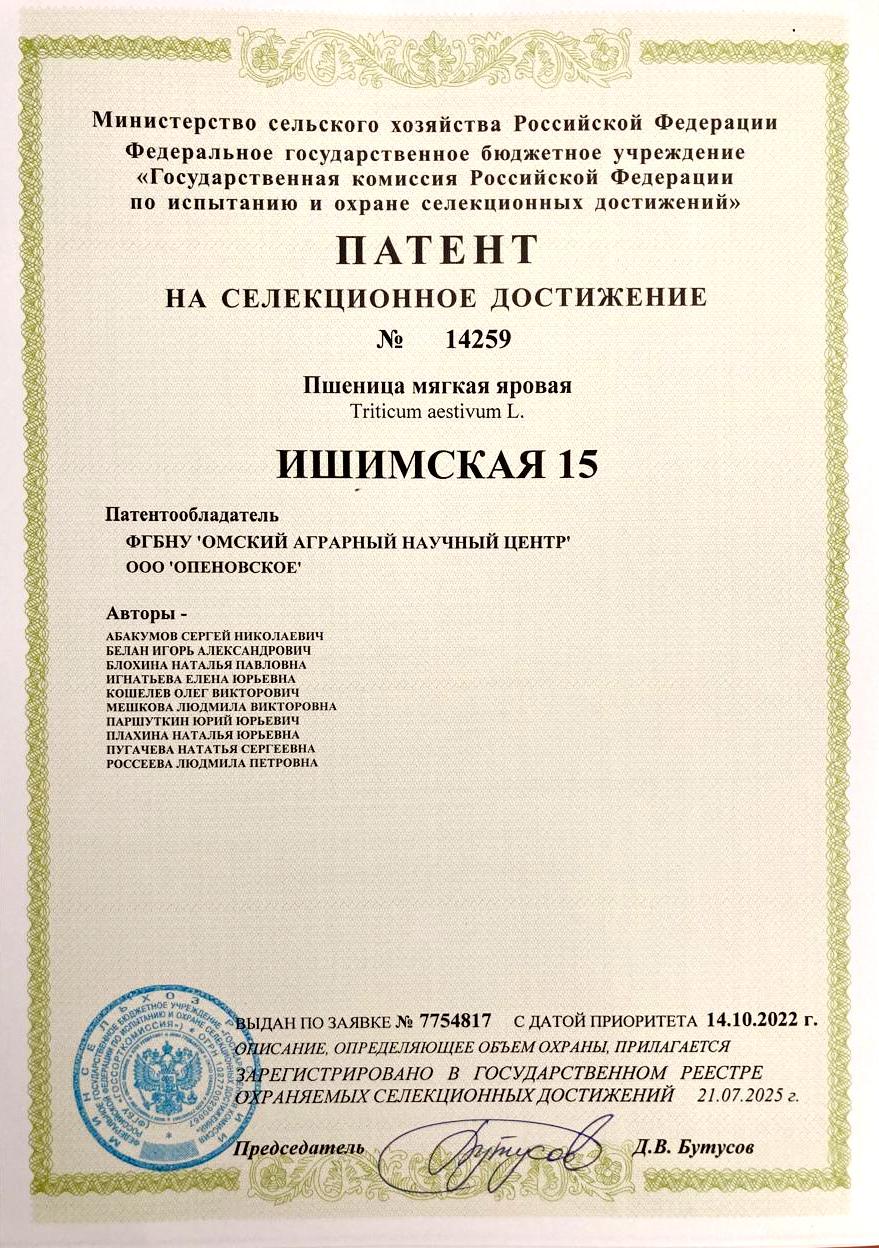 Министерство сельского хозяйства Российской Федерации
Федеральное государственное бюджетное учреждение
«Государственная комиссия Российской Федерации
по испытанию и охране селекционных достижений»
ПАТЕНТ
НА СЕЛЕКЦИОННОЕ ДОСТИЖЕНИЕ
№ 14259
Пшеница мягкая яровая
Triticum aestivum L.
ИШИМСКАЯ 15
Патентообладатель
ФГБНУ 'ОМСКИЙ АГРАРНЫЙ НАУЧНЫЙ ЦЕНТР'
ООО 'ОПЕНОВСКОЕ'
Авторы -
АБАКУМОВ СЕРГЕЙ НИКОЛАЕВИЧ
БЕЛАН ИГОРЬ АЛЕКСАНДРОВИЧ
БЛОХИНА НАТАЛЬЯ ПАВЛОВНА
ИГНАТЬЕВА ЕЛЕНА ЮРЬЕВНА
КОШЕЛЕВ ОЛЕГ ВИКТОРОВИЧ
МЕШКОВА ЛЮДМИЛА ВИКТОРОВНА
ПАРШУТКИН ЮРИЙ ЮРЬЕВИЧ
ПЛАХИНА НАТАЛЬЯ ЮРЬЕВНА
ПУГАЧЕВА НАТАТЬЯ СЕРГЕЕВНА
РОССЕЕВА ЛЮДМИЛА ПЕТРОВНА
ВЫДАН ПО ЗАЯВКЕ № 7754817 С ДАТОЙ ПРИОРИТЕТА 14.10.2022 г.
ОПИСАНИЕ, ОПРЕДЕЛЯЮЩЕЕ ОБЪЕМ ОХРАНЫ, ПРИЛАГАЕТСЯ
ЗАРЕГИСТРИРОВАНО В ГОСУДАРСТВЕННОМ РЕЕСТРЕ
ОХРАНЯЕМЫХ СЕЛЕКЦИОННЫХ ДОСТИЖЕНИЙ 21.07.2025 г.
Председатель Бутусов Д.В. Бутусов